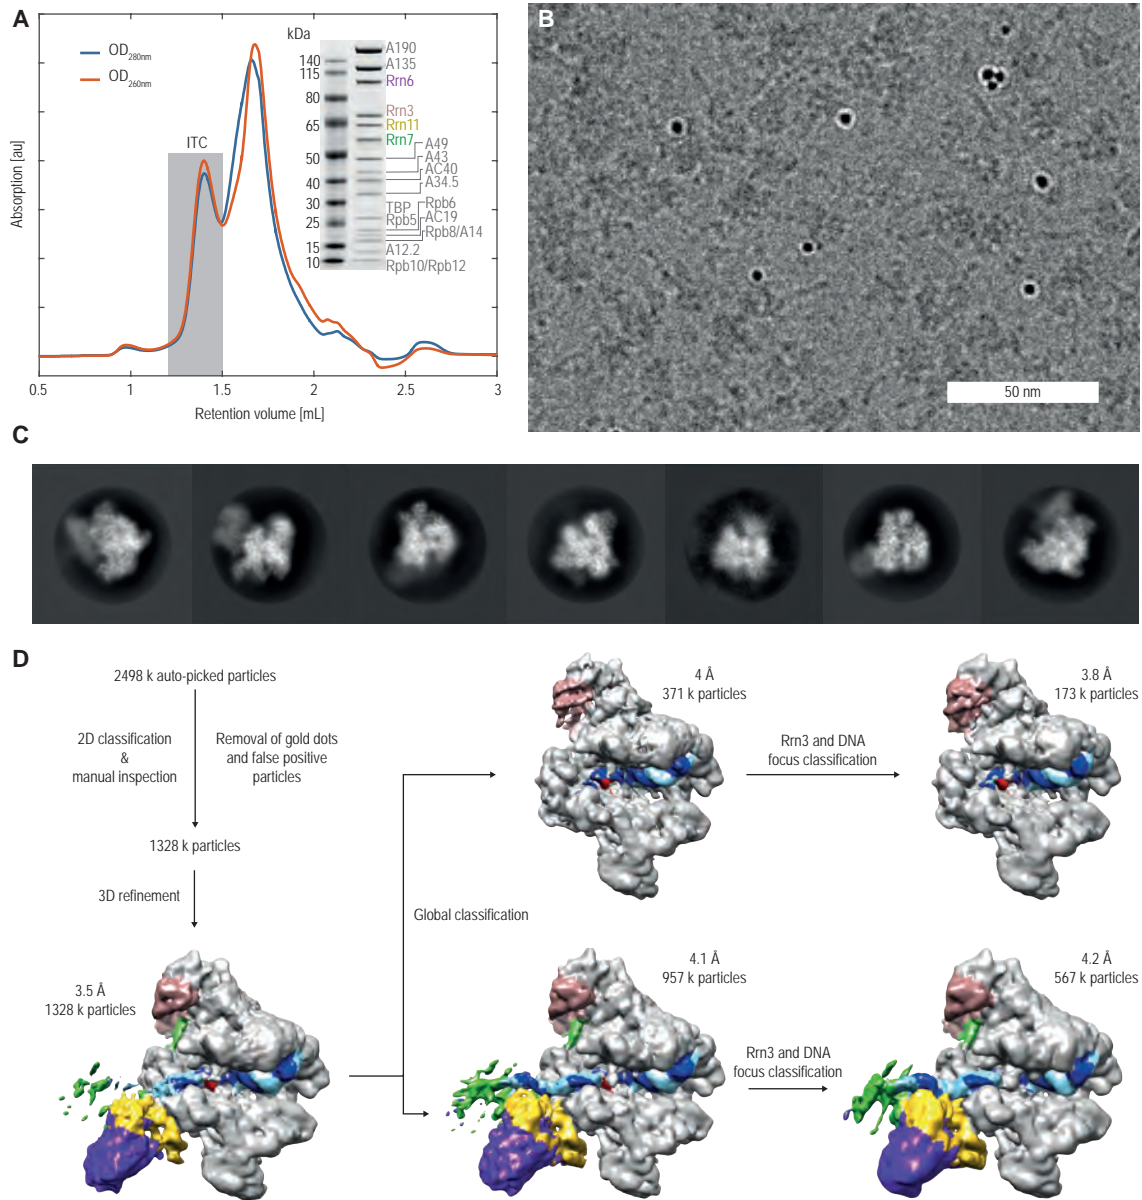 A
OD280nm
OD260nm
Absorption [au]
ITC
0.5
1
1.5
2
2.5
3
Retention volume [mL]
kDa
140
115
80
65
50
40
30
25
15
10
A190
A135
Rrn6
Rrn3
Rrn11
Rrn7
A49
A43
AC40
A34.5
TBP
Rpb6
Rpb5
AC19
Rpb8/A14
A12.2
Rpb10/Rpb12
B
50 nm
C
D
2498 k auto-picked particles
2D classification
&
manual inspection
Removal of gold dots
and false positive
particles
1328 k particles
3D refinement
3.5 Å
1328 k particles
Global classification
4 Å
371 k particles
Rrn3 and DNA
focus classification
3.8 Å
173 k particles
4.1 Å
957 k particles
Rrn3 and DNA
focus classification
4.2 Å
567 k particles